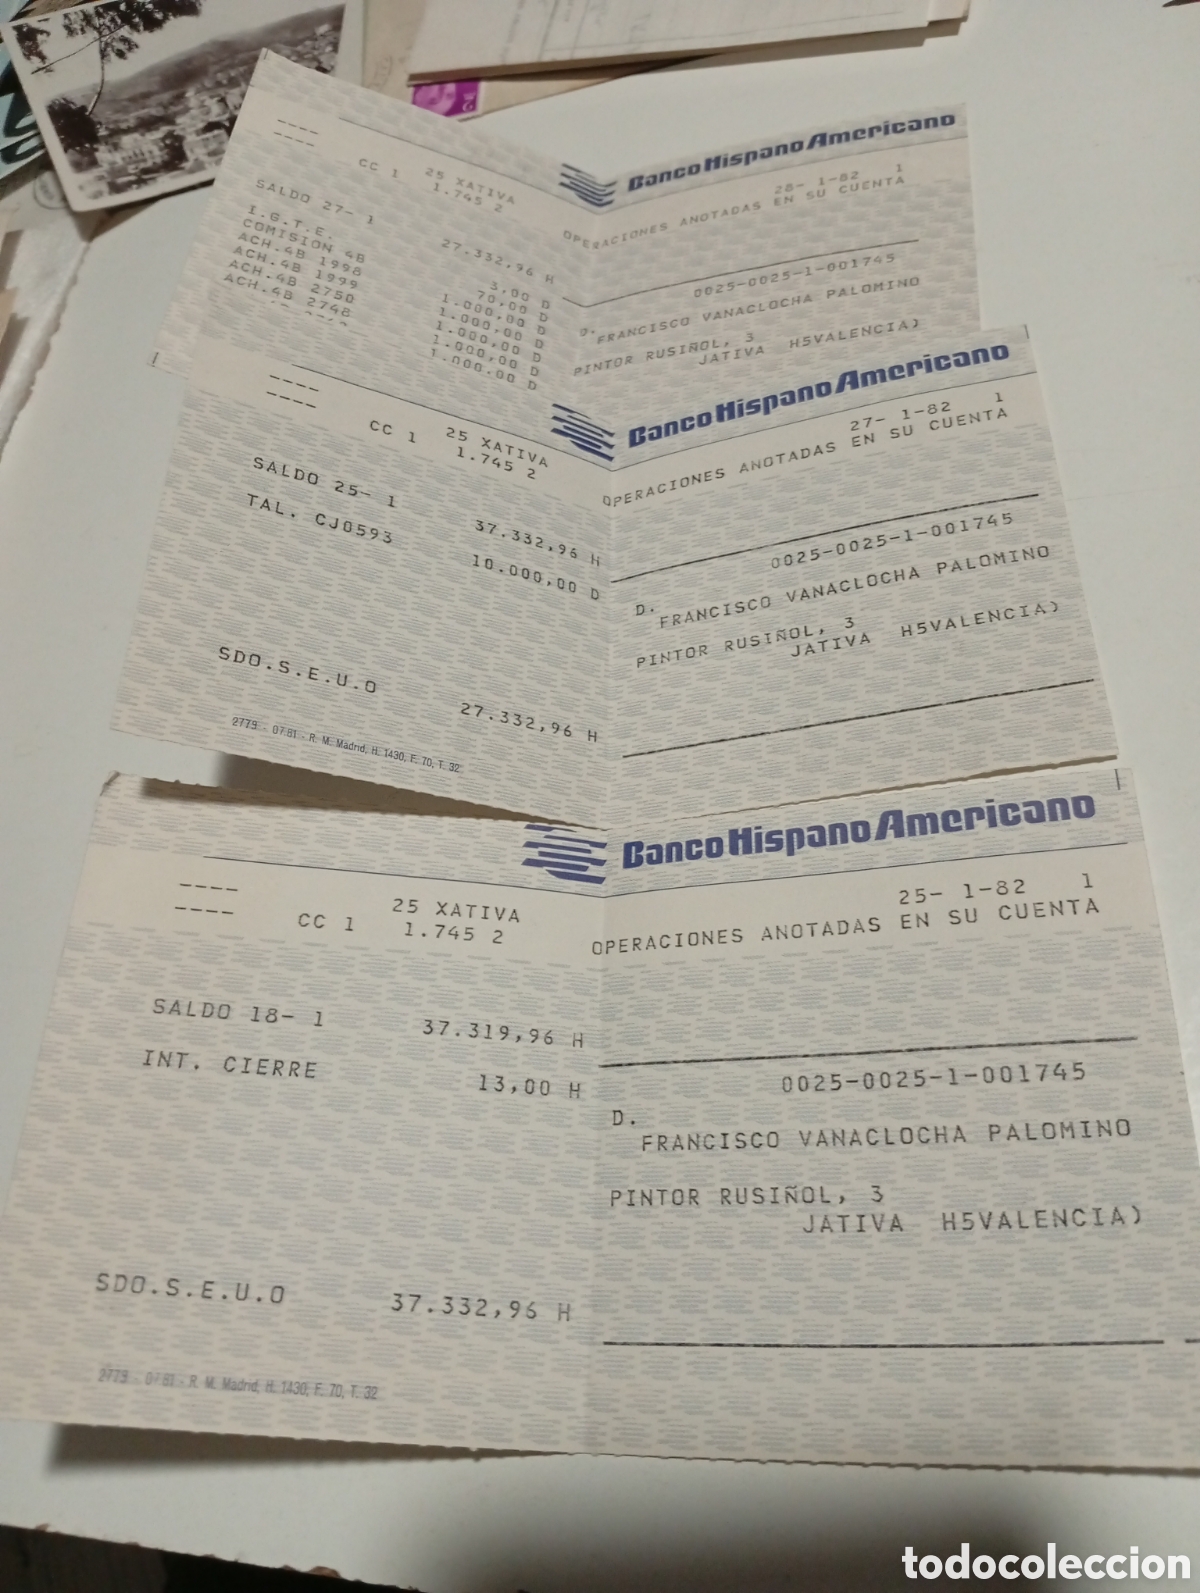 Banco Hispano Americano
----
----
25 XATIVA
CC 1 1.745 2
28- 1-82 1
OPERACIONES ANOTADAS EN SU CUENTA
SALDO 27- 1 27.332,96 H
I.G.T.E. 3,00 D
COMISION 4B 70,00 D
ACH.4B 1998 1.000,00 D
ACH.4B 1999 1.000,00 D
ACH.4B 2750 1.000,00 D
ACH.4B 2748 1.000,00 D
1.000,00 D
0025-0025-1-001745
D.
FRANCISCO VANACLOCHA PALOMINO
PINTOR RUSIÑOL, 3
JATIVA H5VALENCIA)
Banco Hispano Americano
----
----
25 XATIVA
CC 1 1.745 2
27- 1-82 1
OPERACIONES ANOTADAS EN SU CUENTA
SALDO 25- 1 37.332,96 H
TAL. CJ0593 10.000,00 D
0025-0025-1-001745
D.
FRANCISCO VANACLOCHA PALOMINO
PINTOR RUSIÑOL, 3
JATIVA H5VALENCIA)
SDO.S.E.U.O 27.332,96 H
2779 - 07 81 - R. M. Madrid, H. 1430, F. 70, T. 32
Banco Hispano Americano
----
----
25 XATIVA
CC 1 1.745 2
25- 1-82 1
OPERACIONES ANOTADAS EN SU CUENTA
SALDO 18- 1 37.319,96 H
INT. CIERRE 13,00 H
0025-0025-1-001745
D.
FRANCISCO VANACLOCHA PALOMINO
PINTOR RUSIÑOL, 3
JATIVA H5VALENCIA)
SDO.S.E.U.O 37.332,96 H
2779 - 07 81 - R. M. Madrid, H. 1430, F. 70, T. 32
todocoleccion